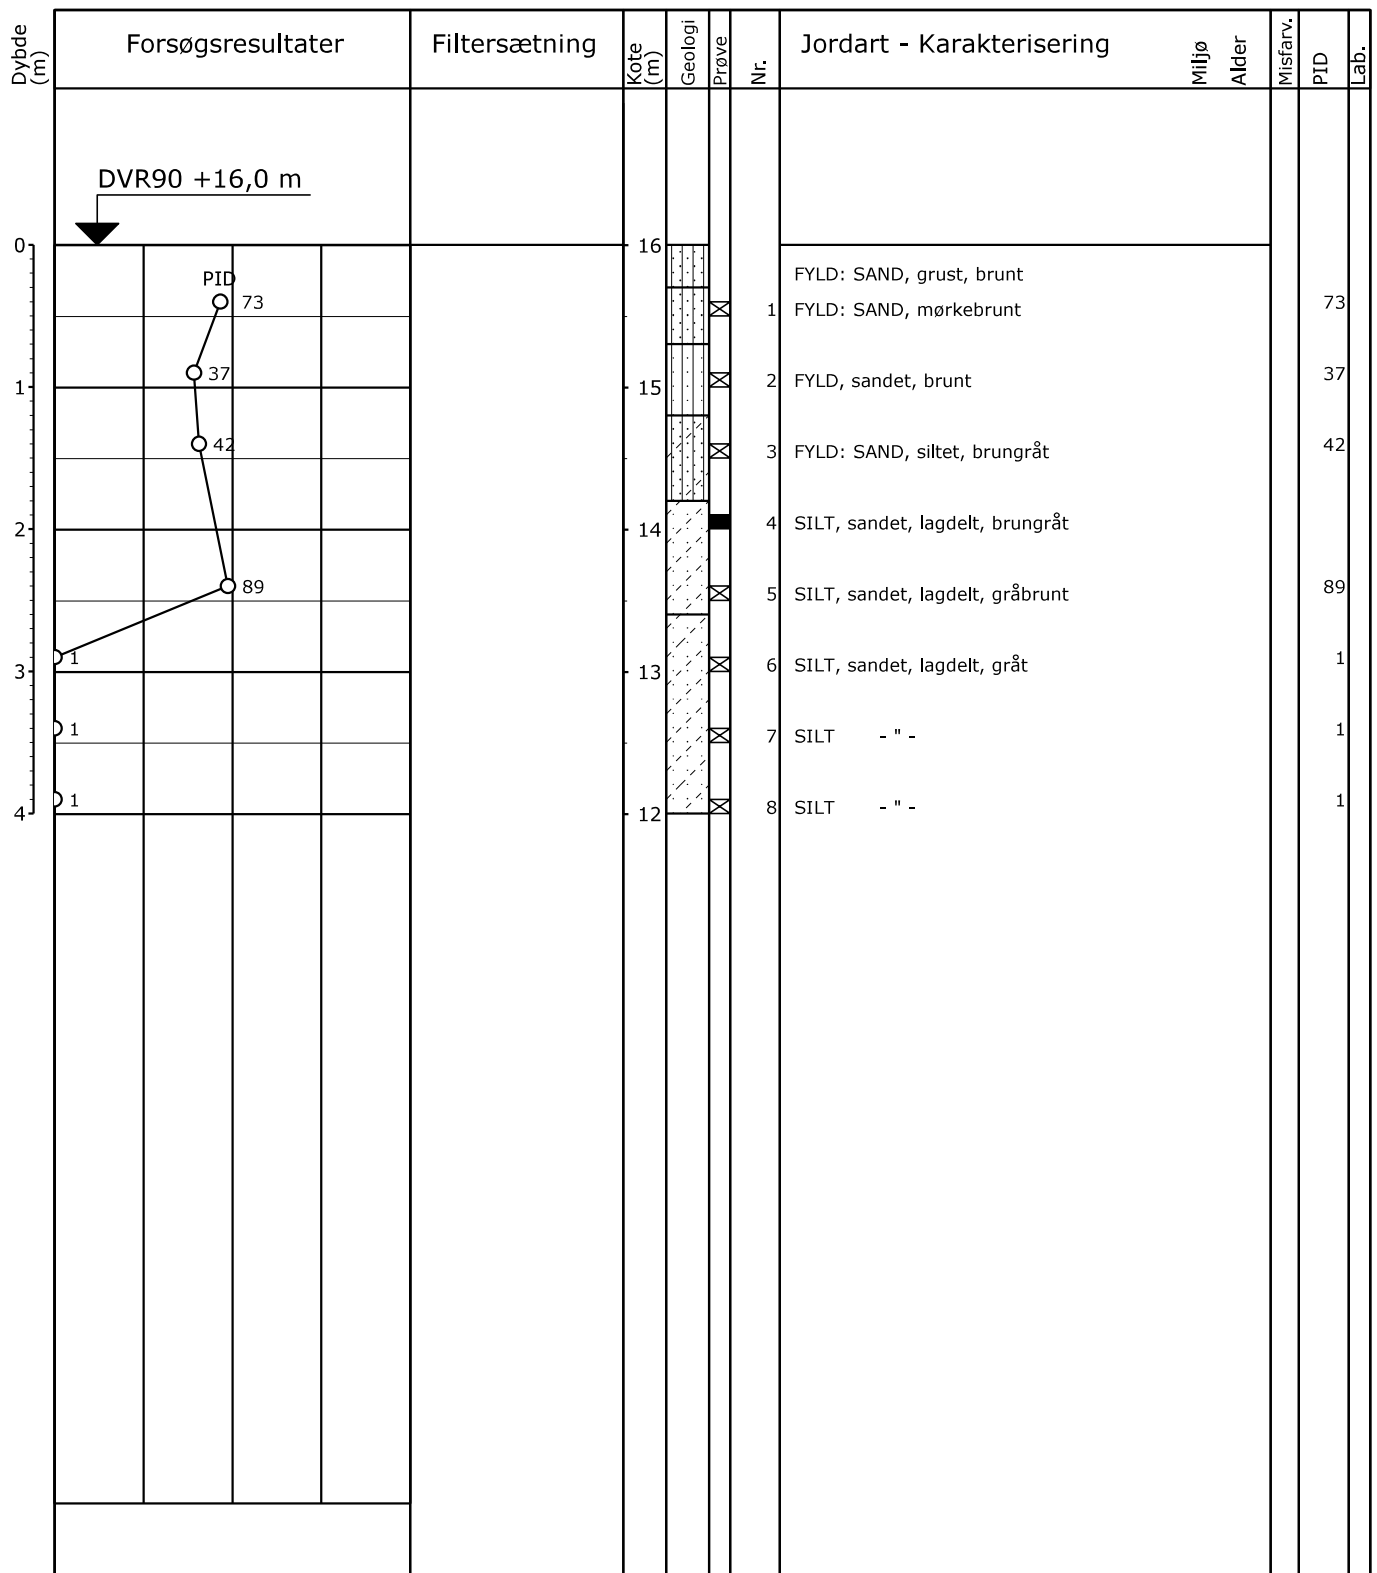 Dybde (m) Forsøgsresultater Filtersætning Kote (m) Geologi Prøve Nr. Jordart - Karakterisering Miljø Alder Misfarv. PID Lab.
DVR90 +16,0 m
0 16
PID FYLD: SAND, grust, brunt
73 1 FYLD: SAND, mørkebrunt 73
37 2 FYLD, sandet, brunt 37
1 15
42 3 FYLD: SAND, siltet, brungråt 42
2 14 4 SILT, sandet, lagdelt, brungråt
89 5 SILT, sandet, lagdelt, gråbrunt 89
1 6 SILT, sandet, lagdelt, gråt 1
3 13
1 7 SILT - " - 1
1 8 SILT - " - 1
4 12